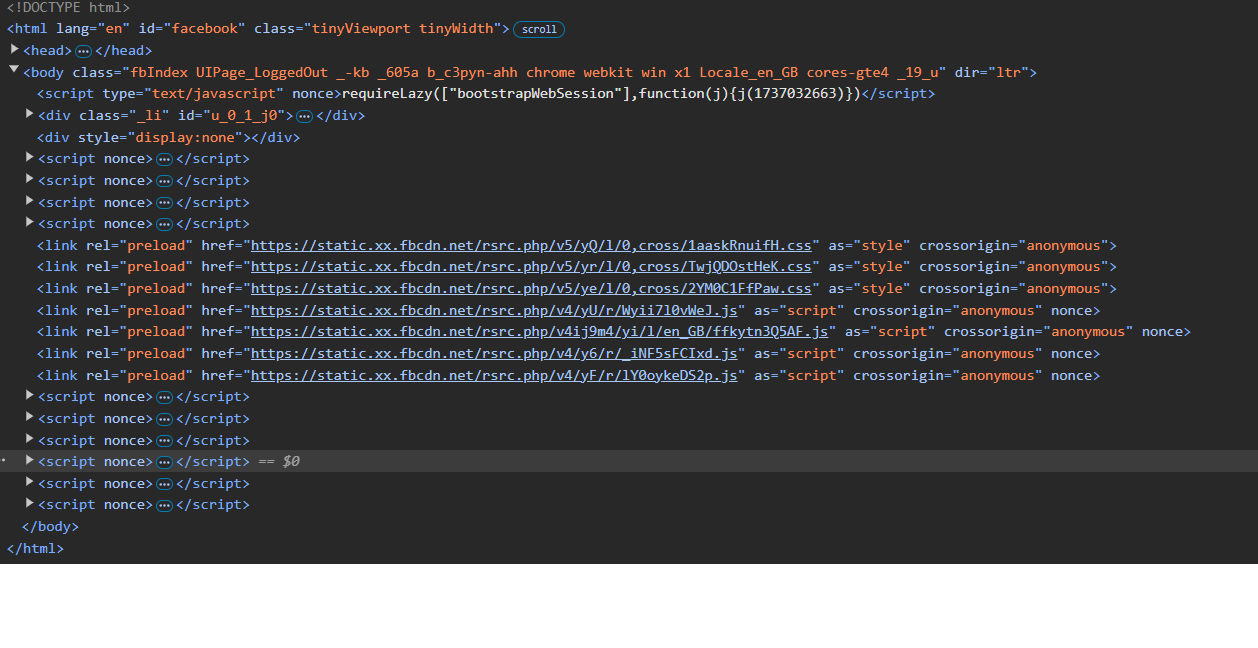 <!DOCTYPE html>
<html lang="en" id="facebook" class="tinyViewport tinyWidth"> scroll
<head> ⋯ </head>
<body class="fbIndex UIPage_LoggedOut _-kb _605a b_c3pyn-ahh chrome webkit win x1 Locale_en_GB cores-gte4 _19_u" dir="ltr">
<script type="text/javascript" nonce>requireLazy(["bootstrapWebSession"],function(j){j(1737032663)})</script>
<div class="_li" id="u_0_1_j0"> ⋯ </div>
<div style="display:none"></div>
<script nonce> ⋯ </script>
<script nonce> ⋯ </script>
<script nonce> ⋯ </script>
<script nonce> ⋯ </script>
<link rel="preload" href="https://static.xx.fbcdn.net/rsrc.php/v5/yQ/l/0,cross/1aaskRnuifH.css" as="style" crossorigin="anonymous">
<link rel="preload" href="https://static.xx.fbcdn.net/rsrc.php/v5/yr/l/0,cross/TwjQDOstHeK.css" as="style" crossorigin="anonymous">
<link rel="preload" href="https://static.xx.fbcdn.net/rsrc.php/v5/ye/l/0,cross/2YM0C1FfPaw.css" as="style" crossorigin="anonymous">
<link rel="preload" href="https://static.xx.fbcdn.net/rsrc.php/v4/yU/r/Wyii7l0vWeJ.js" as="script" crossorigin="anonymous" nonce>
<link rel="preload" href="https://static.xx.fbcdn.net/rsrc.php/v4ij9m4/yi/l/en_GB/ffkytn3Q5AF.js" as="script" crossorigin="anonymous" nonce>
<link rel="preload" href="https://static.xx.fbcdn.net/rsrc.php/v4/y6/r/_iNF5sFCIxd.js" as="script" crossorigin="anonymous" nonce>
<link rel="preload" href="https://static.xx.fbcdn.net/rsrc.php/v4/yF/r/lY0oykeDS2p.js" as="script" crossorigin="anonymous" nonce>
<script nonce> ⋯ </script>
<script nonce> ⋯ </script>
<script nonce> ⋯ </script>
<script nonce> ⋯ </script> == $0
<script nonce> ⋯ </script>
<script nonce> ⋯ </script>
</body>
</html>